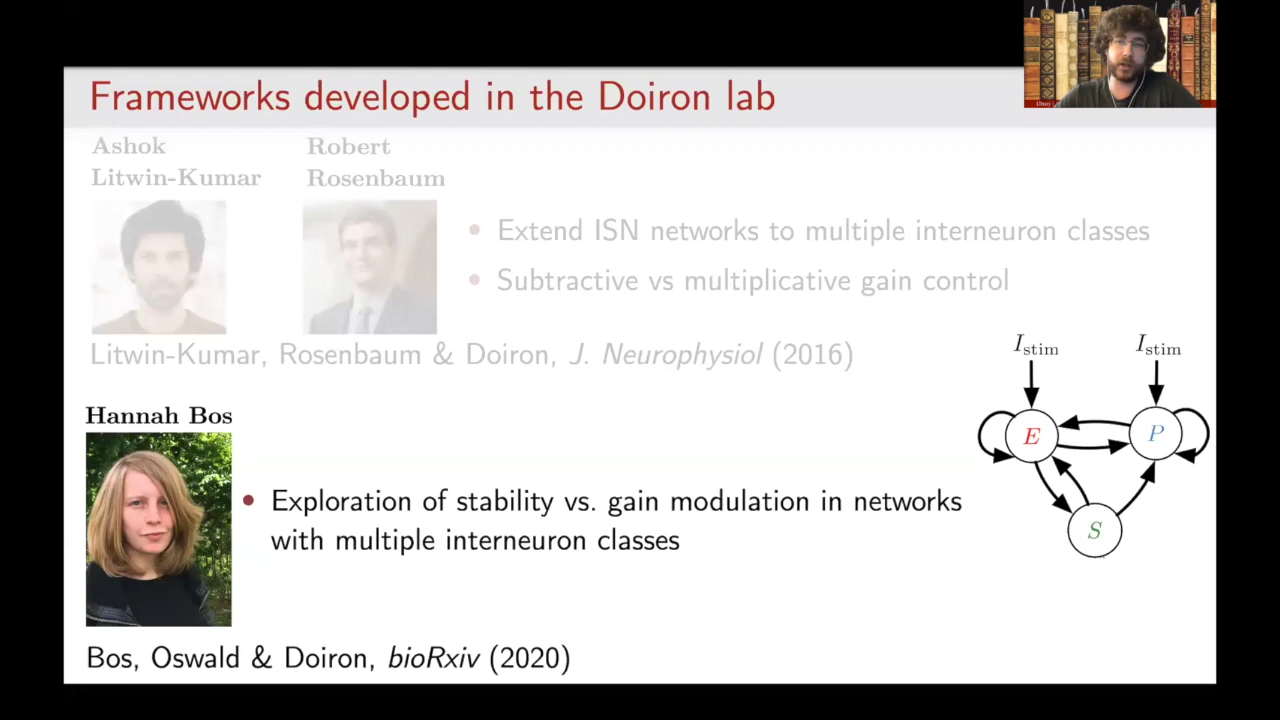 Frameworks developed in the Doiron lab
Ashok
Litwin-Kumar
Robert
Rosenbaum
• Extend ISN networks to multiple interneuron classes
• Subtractive vs multiplicative gain control
Litwin-Kumar, Rosenbaum & Doiron, J. Neurophysiol (2016)
I_stim
I_stim
E
P
S
Hannah Bos
• Exploration of stability vs. gain modulation in networks
with multiple interneuron classes
Bos, Oswald & Doiron, bioRxiv (2020)